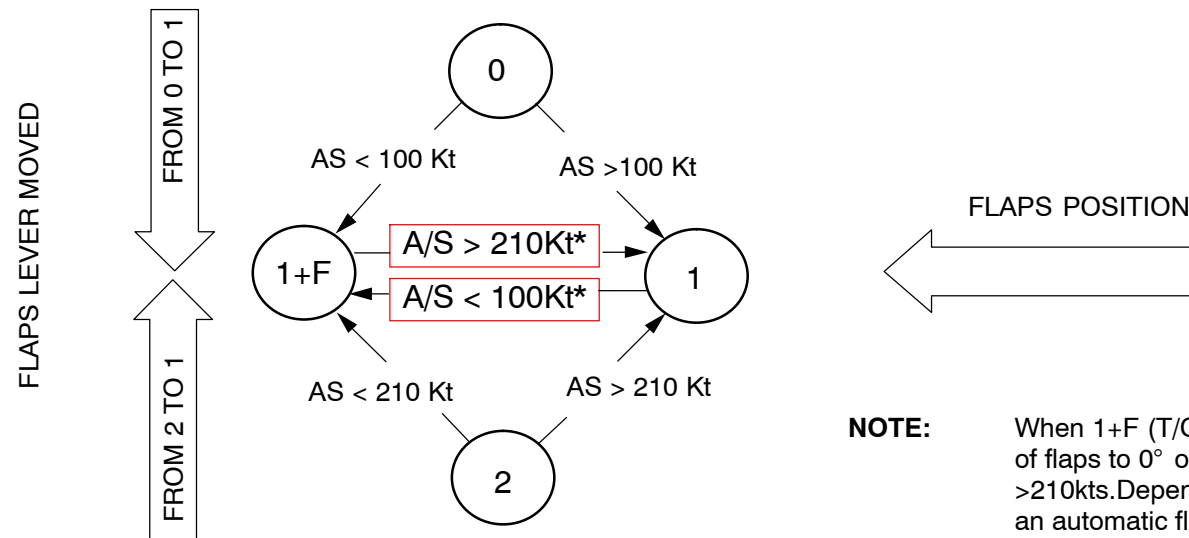 FLAPS LEVER MOVED
FROM 0 TO 1
FROM 2 TO 1
0
AS < 100 Kt
AS >100 Kt
A/S > 210Kt*
1+F
1
A/S < 100Kt*
AS < 210 Kt
AS > 210 Kt
2
FLAPS POSITION
NOTE:
When 1+F (T/
of flaps to 0°
>210kts.
an automatic